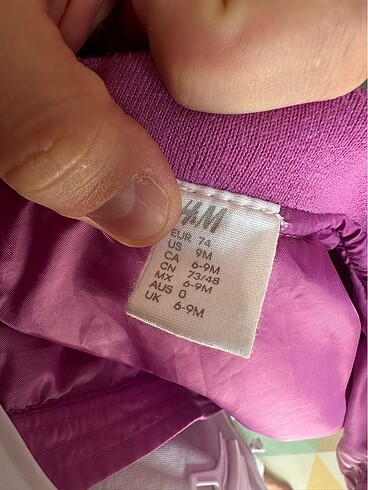 H&M
EUR 74
US 9M
CA 6-9M
CN 73/48
MX 6-9M
AUS 0
UK 6-9M